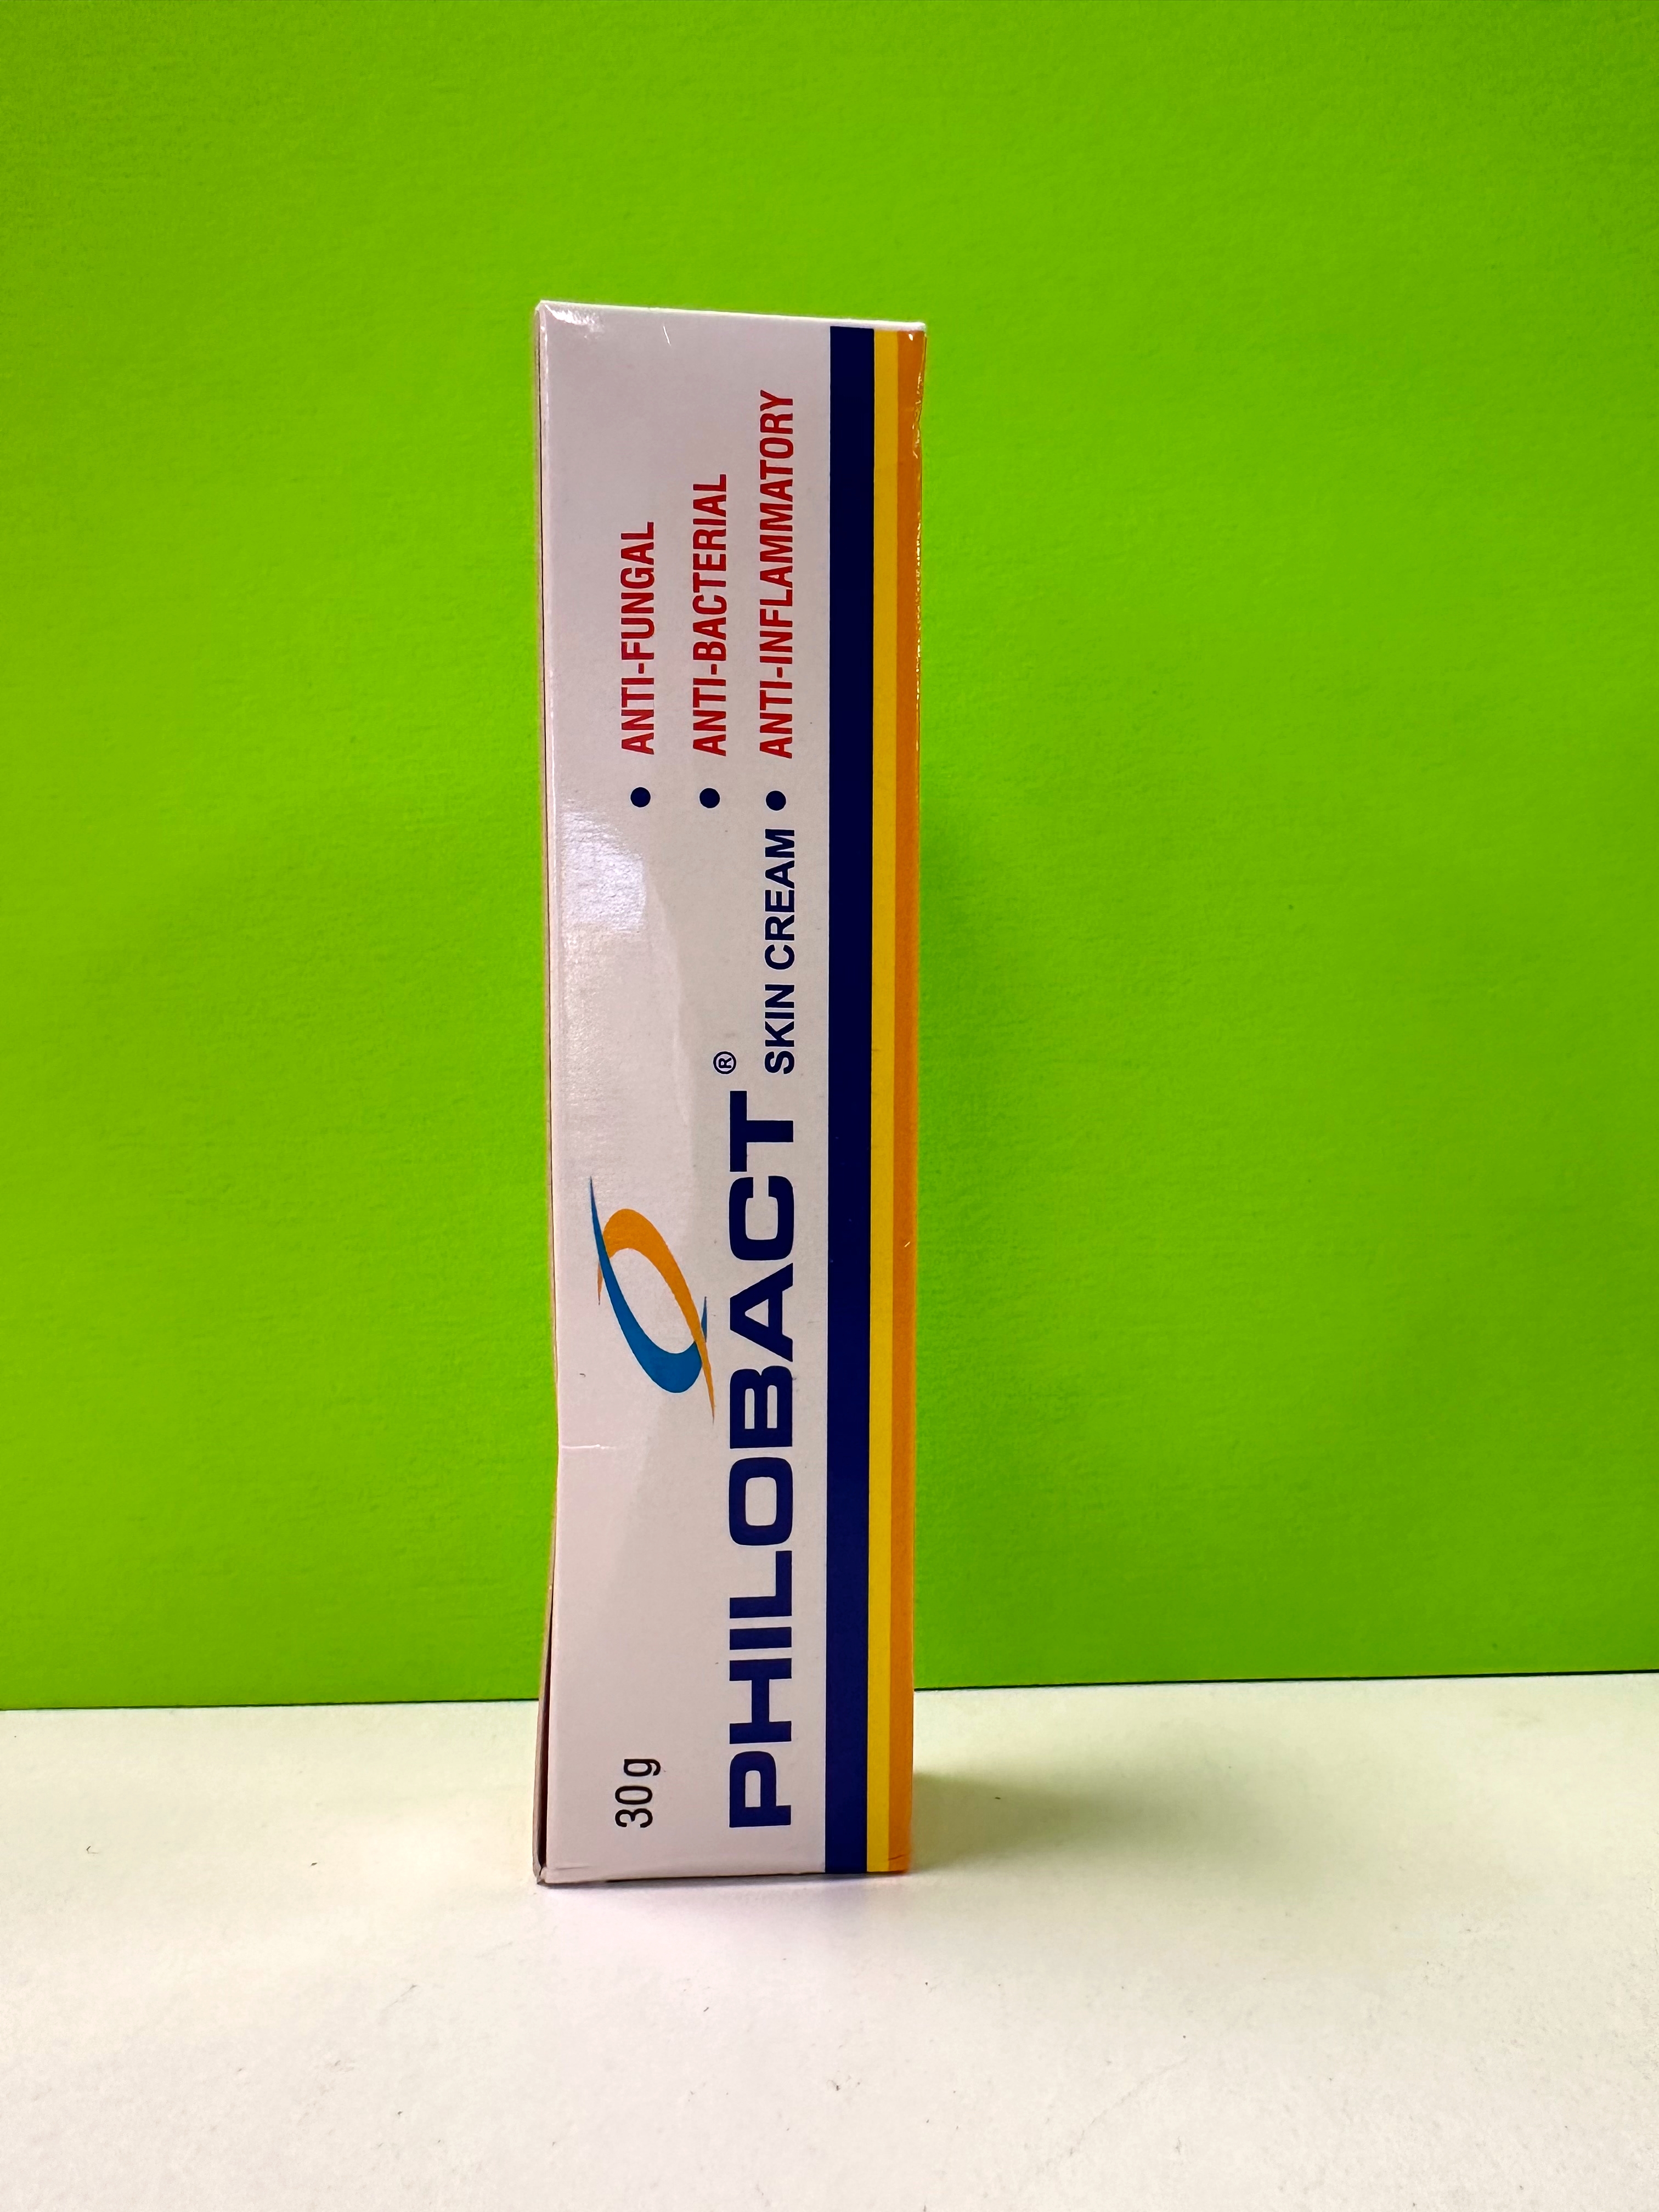 30g
PHILOBACT®
SKIN CREAM
• ANTI-FUNGAL
• ANTI-BACTERIAL
• ANTI-INFLAMMATORY